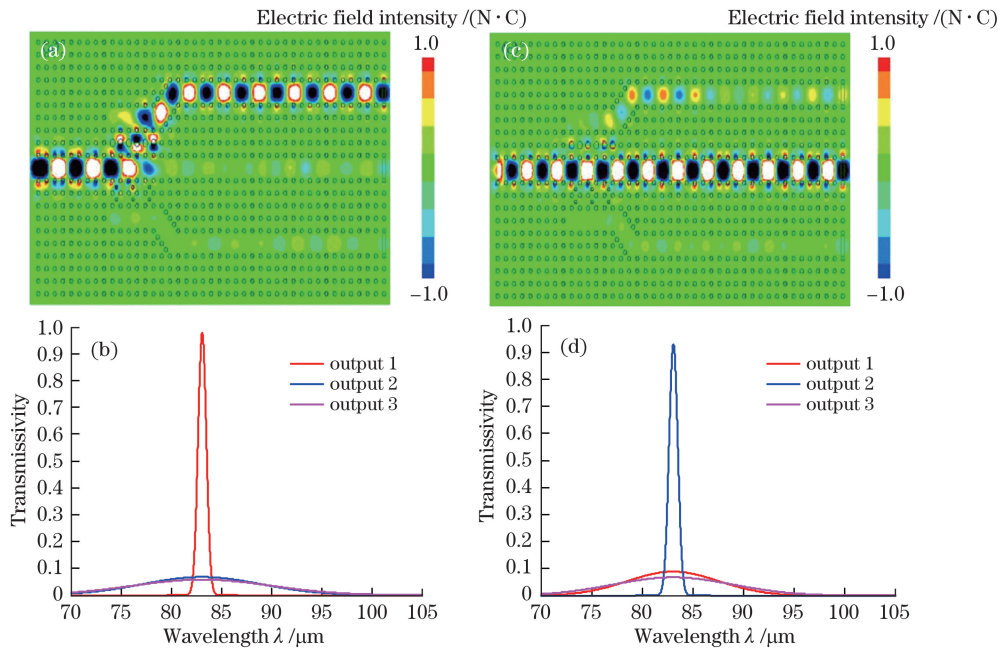 Electric field intensity /(N · C)
(a)
1.0
−1.0
Electric field intensity /(N · C)
(c)
1.0
−1.0
(b)
Transmissivity
1.0
0.9
0.8
0.7
0.6
0.5
0.4
0.3
0.2
0.1
0
output 1
output 2
output 3
70
75
80
85
90
95
100
105
Wavelength λ /μm
(d)
Transmissivity
1.0
0.9
0.8
0.7
0.6
0.5
0.4
0.3
0.2
0.1
0
output 1
output 2
output 3
70
75
80
85
90
95
100
105
Wavelength λ /μm